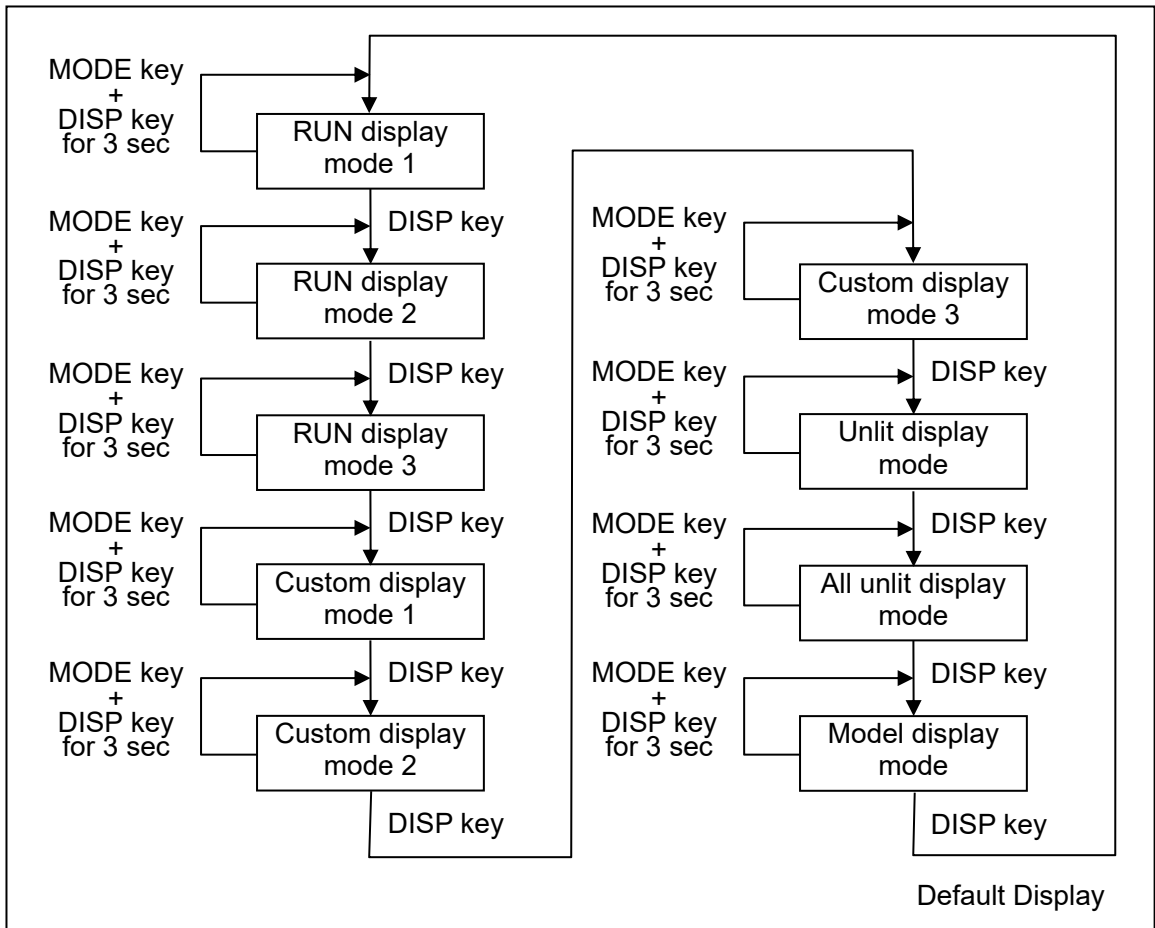 MODE key
+
DISP key
for 3 sec
RUN display
mode 1
DISP key
MODE key
+
DISP key
for 3 sec
RUN display
mode 2
DISP key
MODE key
+
DISP key
for 3 sec
RUN display
mode 3
DISP key
MODE key
+
DISP key
for 3 sec
Custom display
mode 1
DISP key
MODE key
+
DISP key
for 3 sec
Custom display
mode 2
DISP key
MODE key
+
DISP key
for 3 sec
Custom display
mode 3
DISP key
MODE key
+
DISP key
for 3 sec
Unlit display
mode
DISP key
MODE key
+
DISP key
for 3 sec
All unlit display
mode
DISP key
MODE key
+
DISP key
for 3 sec
Model display
mode
DISP key
Default Display